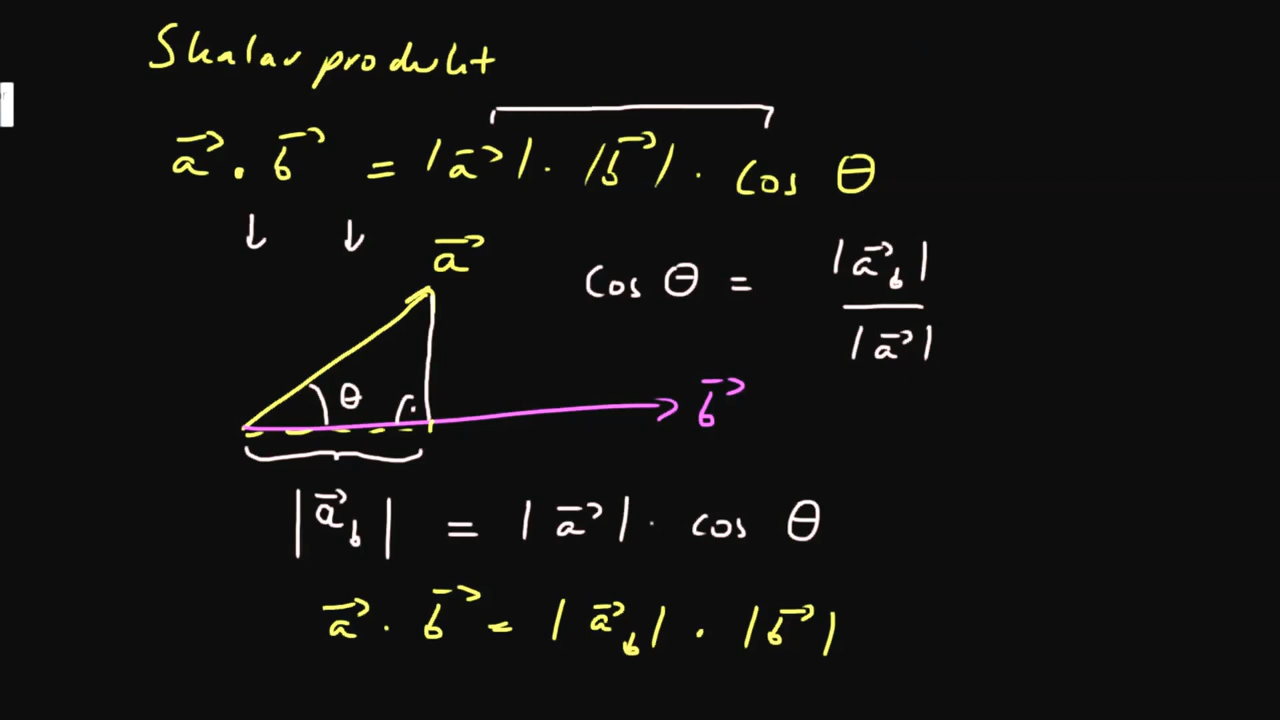 Skalarprodukt
a⃗ · b⃗ = |a⃗| · |b⃗| · cos θ
↓ ↓
a⃗
cos θ = |a⃗_b| / |a⃗|
θ
b⃗
|a⃗_b| = |a⃗| · cos θ
a⃗ · b⃗ = |a⃗_b| · |b⃗|